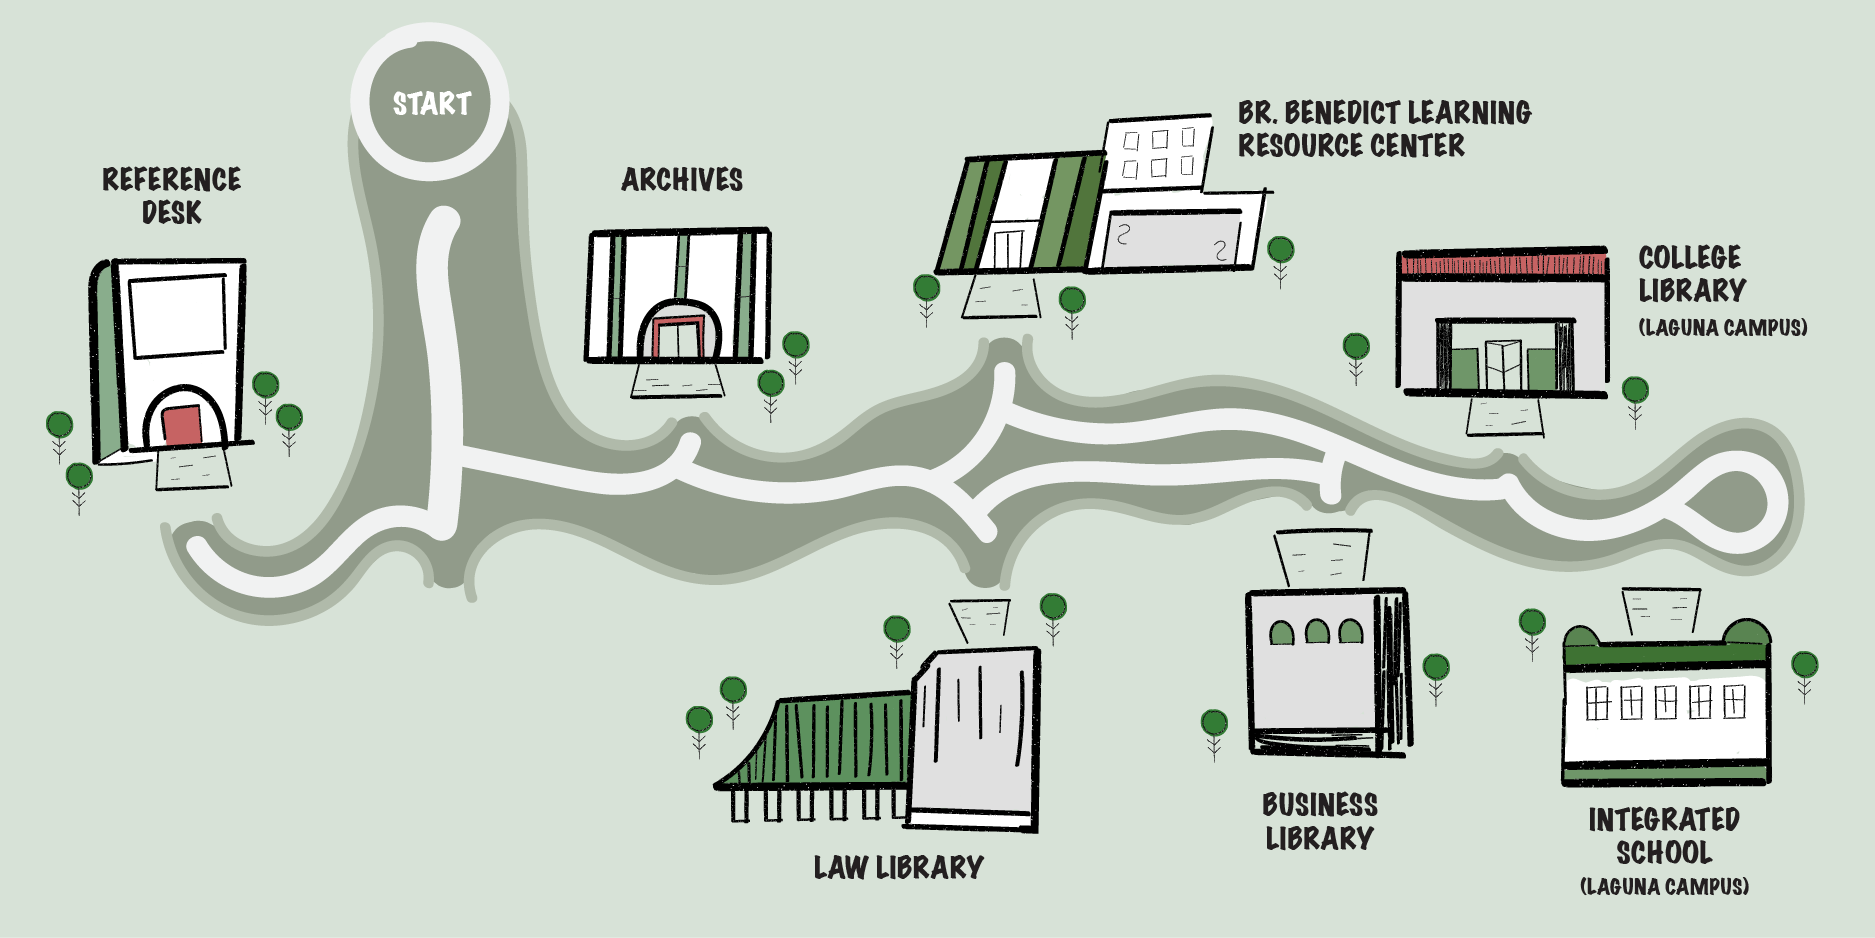 START
REFERENCE
DESK
ARCHIVES
BR. BENEDICT LEARNING
RESOURCE CENTER
COLLEGE
LIBRARY
(LAGUNA CAMPUS)
LAW LIBRARY
BUSINESS
LIBRARY
INTEGRATED
SCHOOL
(LAGUNA CAMPUS)